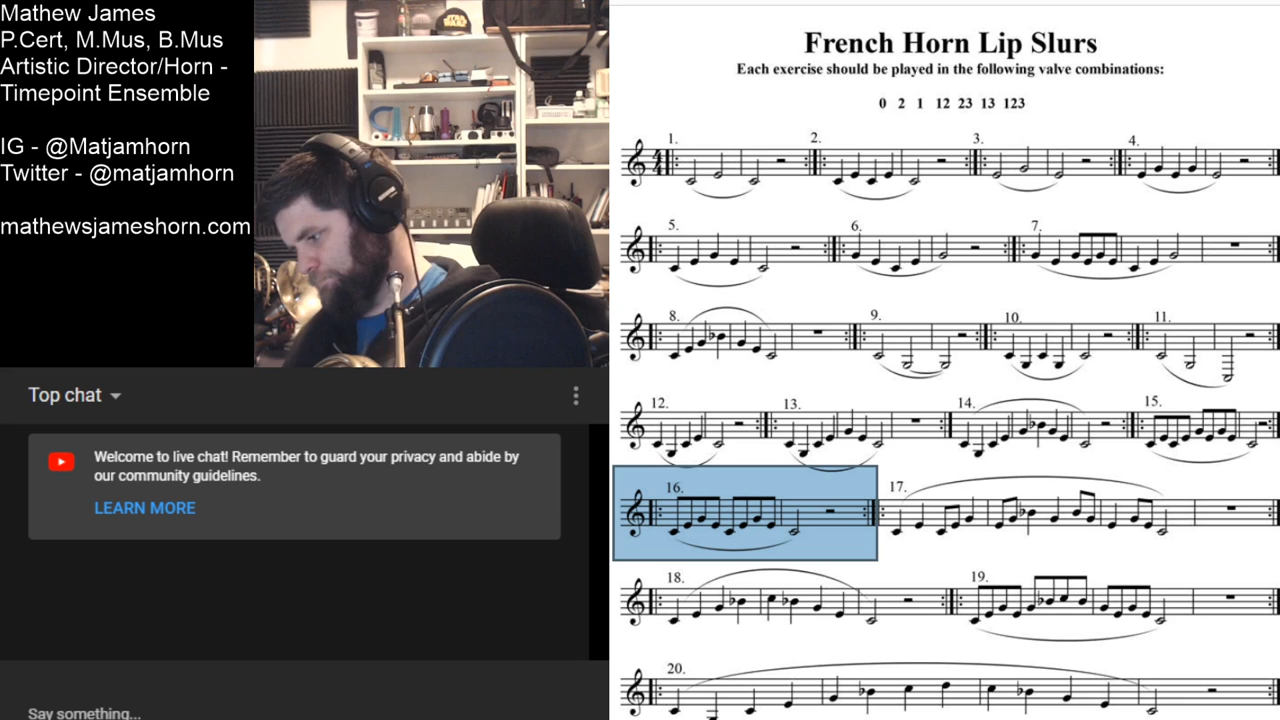 Mathew James
P.Cert, M.Mus, B.Mus
Artistic Director/Horn -
Timepoint Ensemble
IG - @Matjamhorn
Twitter - @matjamhorn
mathewsjameshorn.com
STAR WARS
Top chat
Welcome to live chat! Remember to guard your privacy and abide by
our community guidelines.
LEARN MORE
Say something...
French Horn Lip Slurs
Each exercise should be played in the following valve combinations:
0 2 1 12 23 13 123
1. 2. 3. 4.
5. 6. 7.
8. 9. 10. 11.
12. 13. 14. 15.
16. 17.
18. 19.
20.